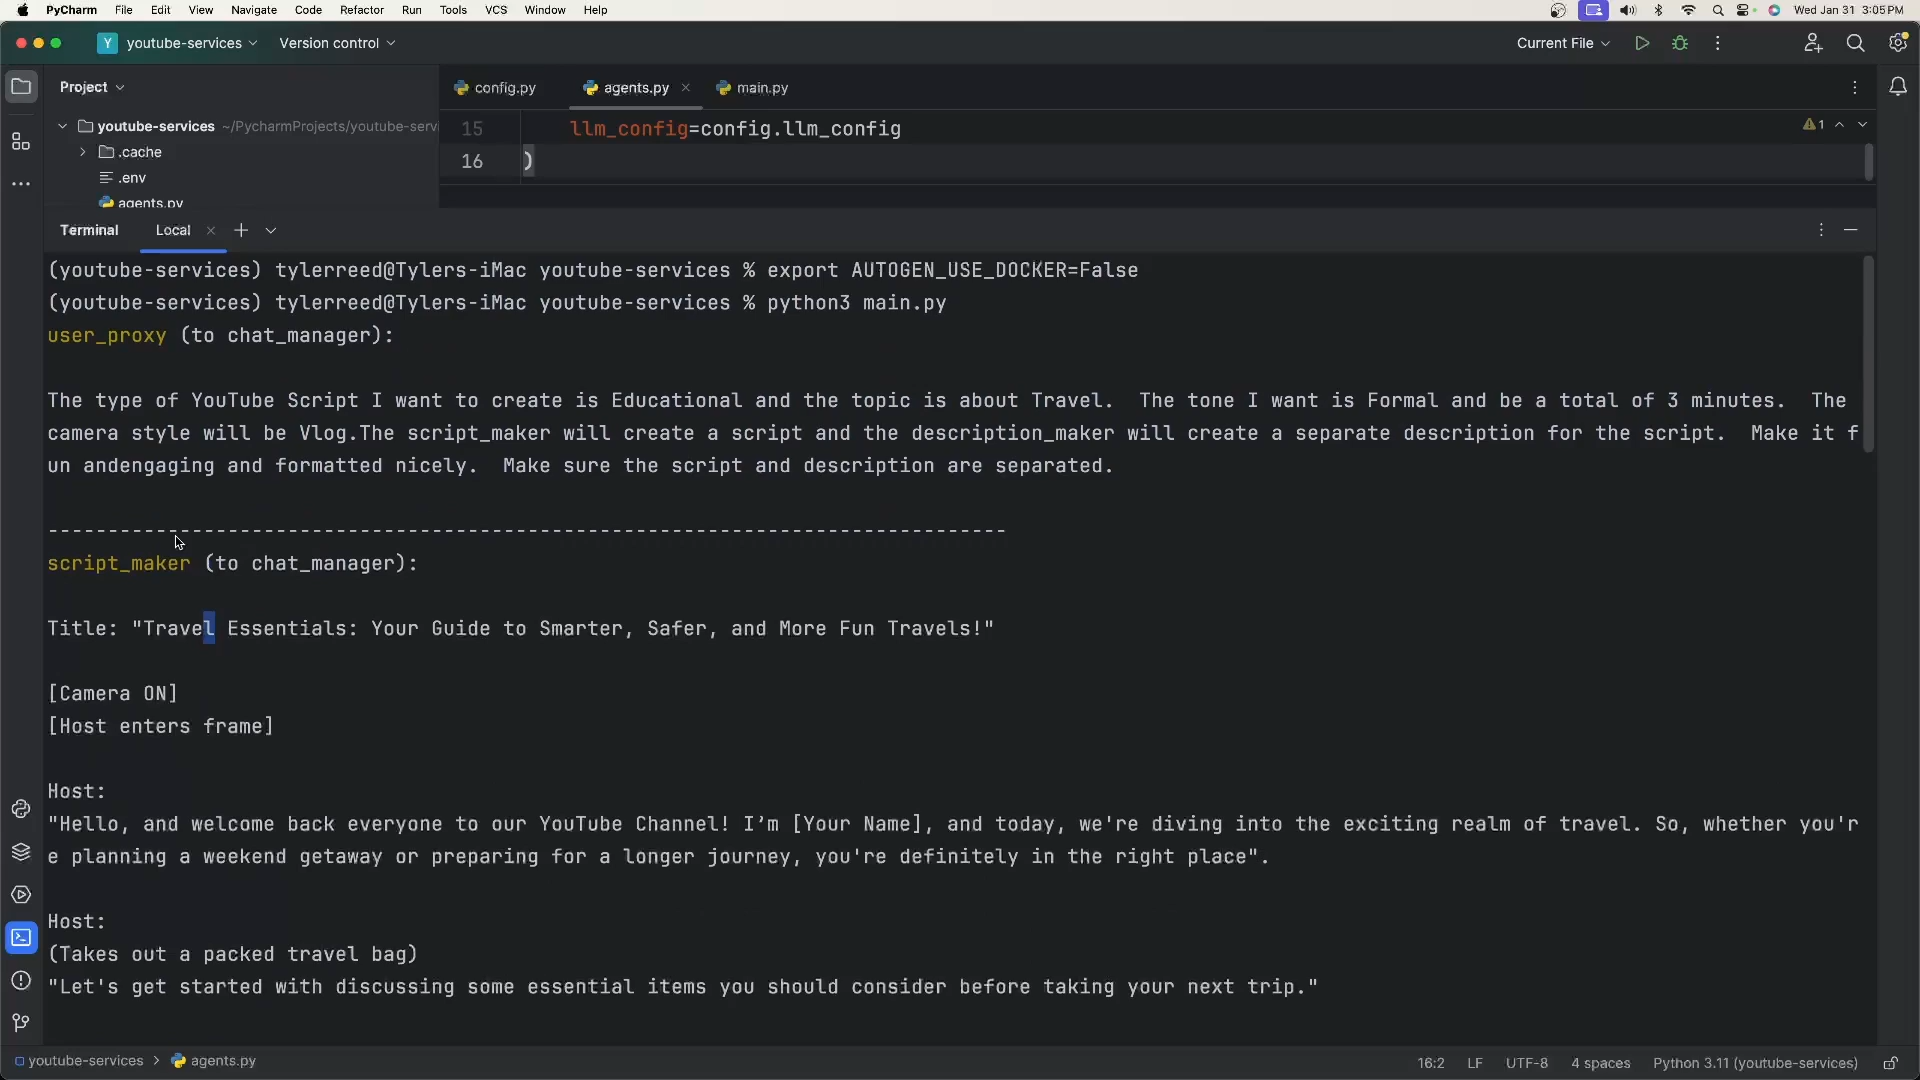 PyCharm File Edit View Navigate Code Refactor Run Tools VCS Window Help Wed Jan 31 3:05 PM
Y youtube-services Version control Current File
Project config.py agents.py main.py
youtube-services ~/PycharmProjects/youtube-serv
15 llm_config=config.llm_config
1
.cache
16 )
.env
agents.py
Terminal Local
(youtube-services) tylerreed@Tylers-iMac youtube-services % export AUTOGEN_USE_DOCKER=False
(youtube-services) tylerreed@Tylers-iMac youtube-services % python3 main.py
user_proxy (to chat_manager):
The type of YouTube Script I want to create is Educational and the topic is about Travel.  The tone I want is Formal and be a total of 3 minutes.  The
camera style will be Vlog.The script_maker will create a script and the description_maker will create a separate description for the script.  Make it f
un andengaging and formatted nicely.  Make sure the script and description are separated.
--------------------------------------------------------------------------------
script_maker (to chat_manager):
Title: "Travel Essentials: Your Guide to Smarter, Safer, and More Fun Travels!"
[Camera ON]
[Host enters frame]
Host:
"Hello, and welcome back everyone to our YouTube Channel! I’m [Your Name], and today, we're diving into the exciting realm of travel. So, whether you'r
e planning a weekend getaway or preparing for a longer journey, you're definitely in the right place".
Host:
(Takes out a packed travel bag)
"Let's get started with discussing some essential items you should consider before taking your next trip."
youtube-services > agents.py 16:2 LF UTF-8 4 spaces Python 3.11 (youtube-services)